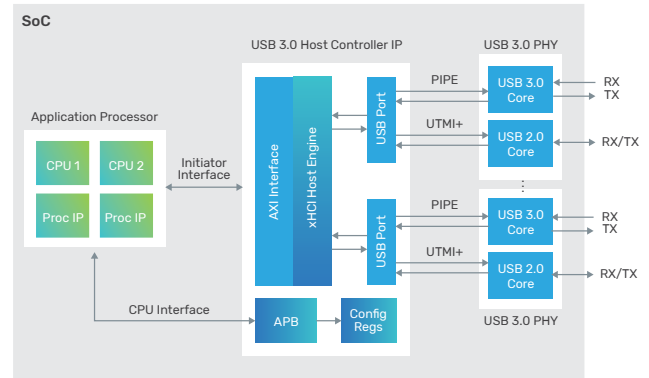 SoC
USB 3.0 Host Controller IP
USB 3.0 PHY
Application Processor
CPU 1
CPU 2
Proc IP
Proc IP
Initiator
Interface
AXI Interface
xHCI Host Engine
USB Port
PIPE
UTMI+
USB 3.0
Core
USB 2.0
Core
RX
TX
RX/TX
USB Port
PIPE
UTMI+
USB 3.0
Core
USB 2.0
Core
RX
TX
RX/TX
USB 3.0 PHY
CPU Interface
APB
Config
Regs